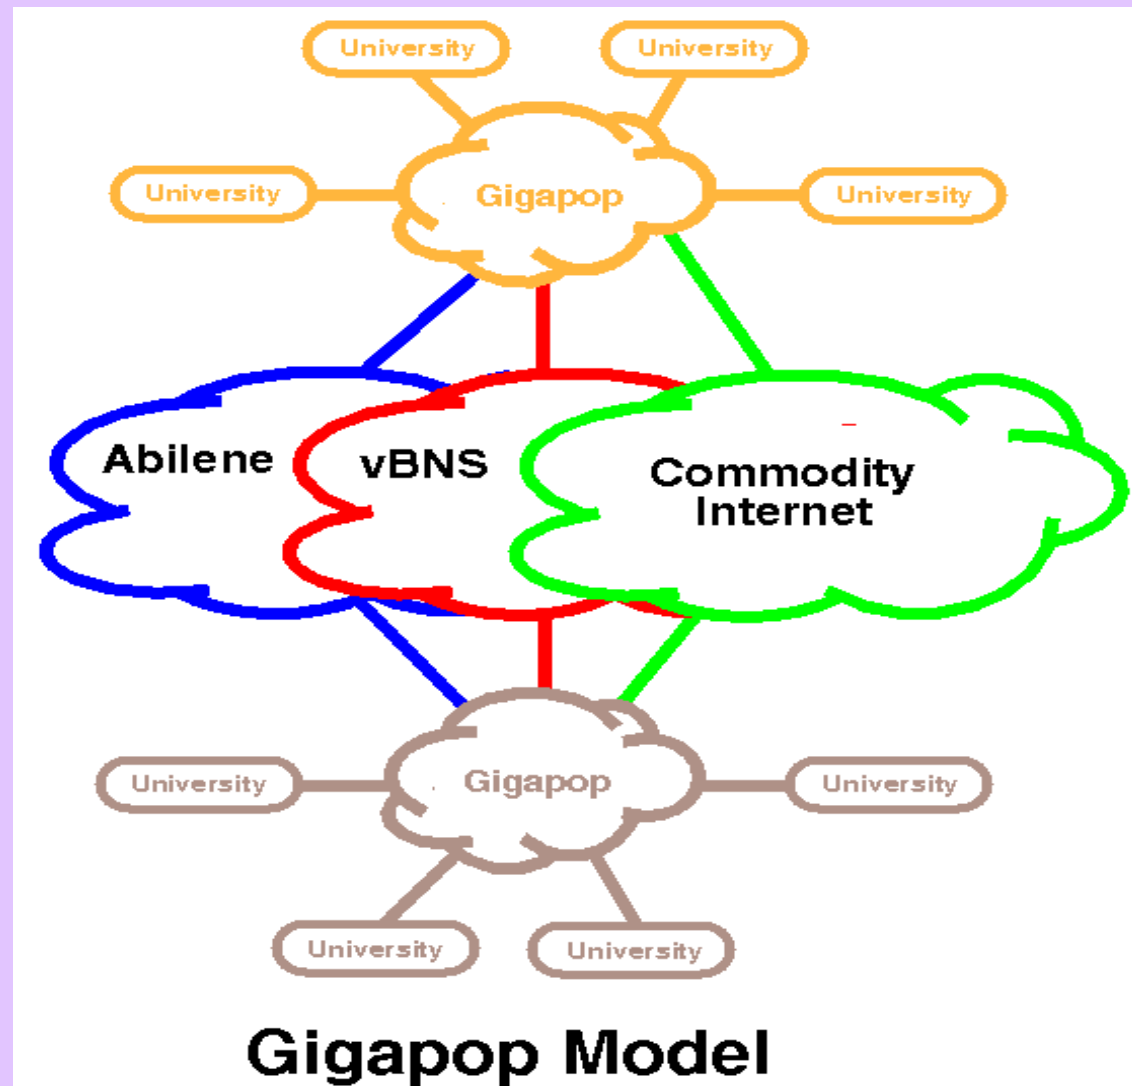 University
University
University
Gigapop
University
Abilene
vBNS
Commodity
Internet
University
Gigapop
University
University
University
Gigapop Model